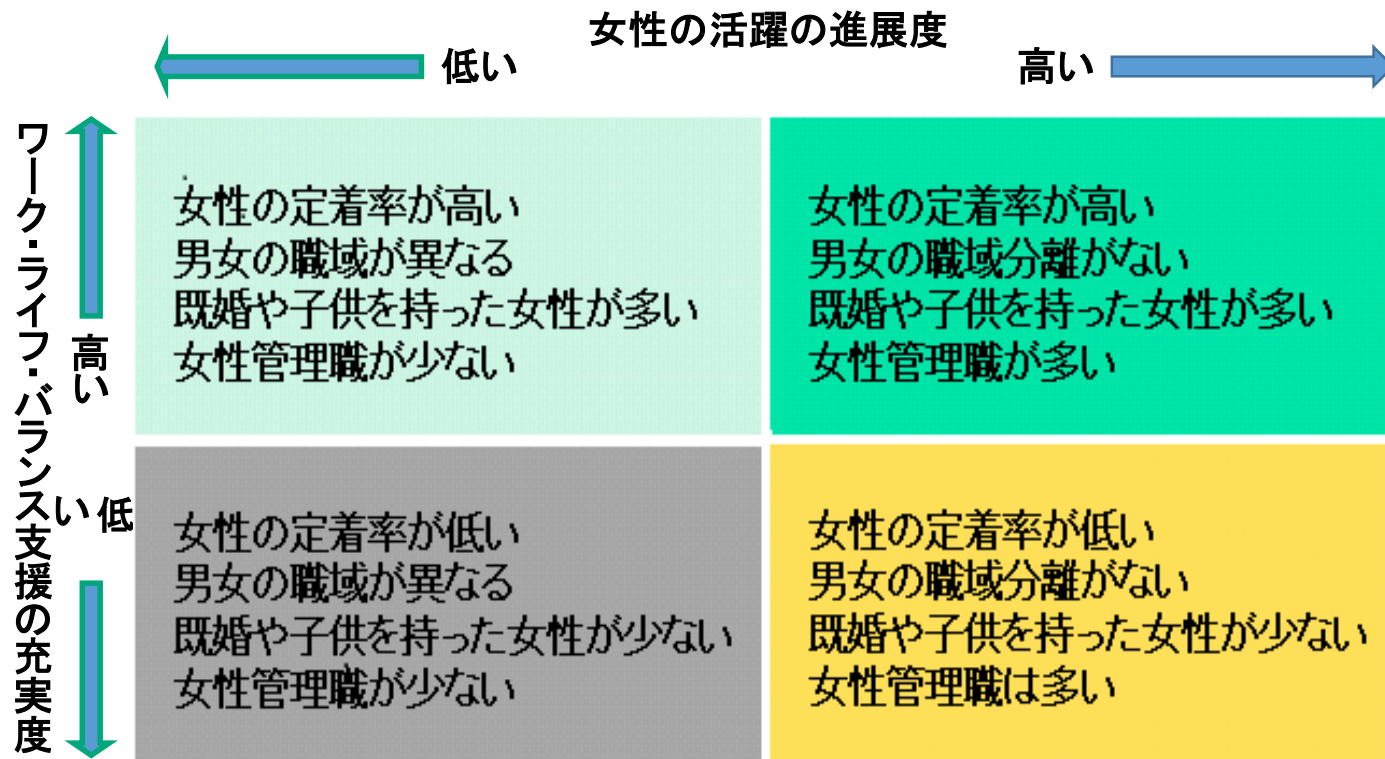 女性の活躍の進展度
低い
高い
ワーク・ライフ・バランス支援の充実度
高い
低い
女性の定着率が高い
男女の職域が異なる
既婚や子供を持った女性が多い
女性管理職が少ない
女性の定着率が高い
男女の職域分離がない
既婚や子供を持った女性が多い
女性管理職が多い
女性の定着率が低い
男女の職域が異なる
既婚や子供を持った女性が少ない
女性管理職が少ない
女性の定着率が低い
男女の職域分離がない
既婚や子供を持った女性が少ない
女性管理職は多い